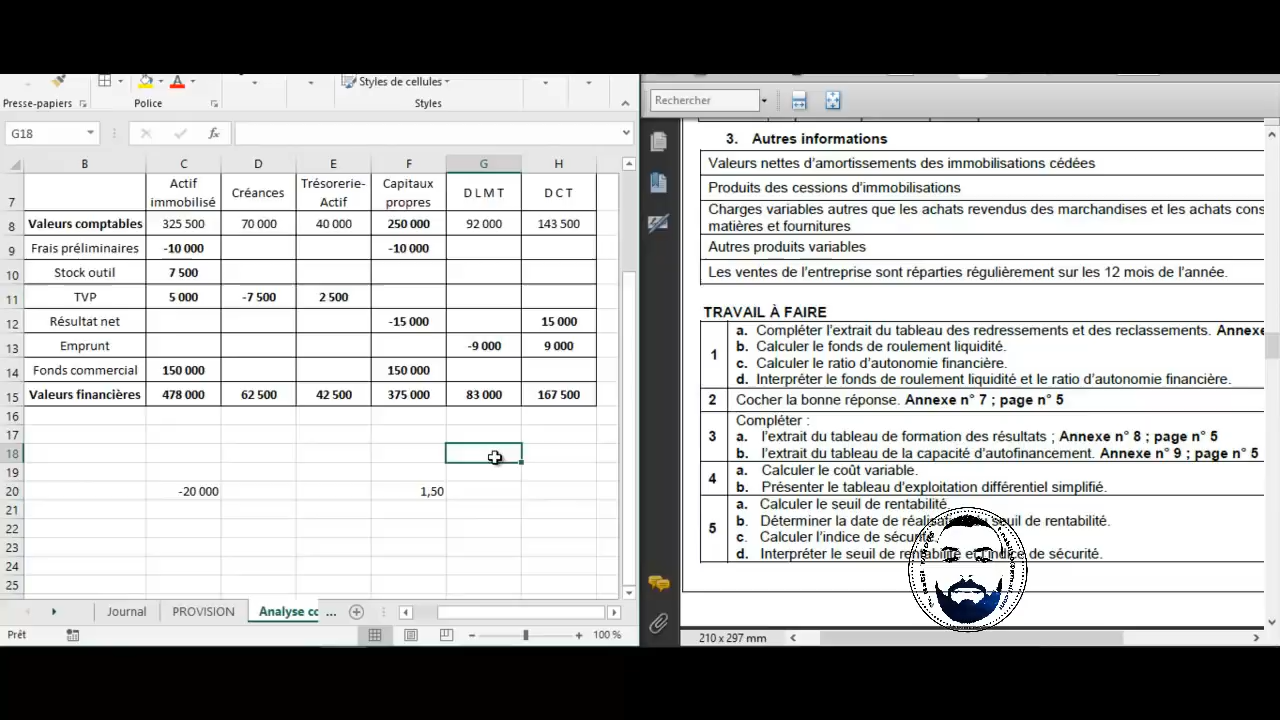 Styles de cellules
Presse-papiers
Police
Styles
G18
fx
B C D E F G H
7 Actif immobilisé Créances Trésorerie-Actif Capitaux propres D L M T D C T
8 Valeurs comptables 325 500 70 000 40 000 250 000 92 000 143 500
9 Frais préliminaires -10 000 -10 000
10 Stock outil 7 500
11 TVP 5 000 -7 500 2 500
12 Résultat net -15 000 15 000
13 Emprunt -9 000 9 000
14 Fonds commercial 150 000 150 000
15 Valeurs financières 478 000 62 500 42 500 375 000 83 000 167 500
16
17
18
19
20 -20 000 1,50
21
22
23
24
25
Journal PROVISION Analyse co ...
Prêt 100 %
Rechercher
3. Autres informations
Valeurs nettes d'amortissements des immobilisations cédées
Produits des cessions d'immobilisations
Charges variables autres que les achats revendus des marchandises et les achats cons
matières et fournitures
Autres produits variables
Les ventes de l'entreprise sont réparties régulièrement sur les 12 mois de l'année.
TRAVAIL À FAIRE
1
a. Compléter l'extrait du tableau des redressements et des reclassements. Annexe
b. Calculer le fonds de roulement liquidité.
c. Calculer le ratio d'autonomie financière.
d. Interpréter le fonds de roulement liquidité et le ratio d'autonomie financière.
2 Cocher la bonne réponse. Annexe n° 7 ; page n° 5
3
Compléter :
a. l'extrait du tableau de formation des résultats ; Annexe n° 8 ; page n° 5
b. l'extrait du tableau de la capacité d'autofinancement. Annexe n° 9 ; page n° 5
4
a. Calculer le coût variable.
b. Présenter le tableau d'exploitation différentiel simplifié.
5
a. Calculer le seuil de rentabilité.
b. Déterminer la date de réalisa seuil de rentabilité.
c. Calculer l'indice de sécur
d. Interpréter le seuil de rentabilité et l'indice de sécurité.
210 x 297 mm